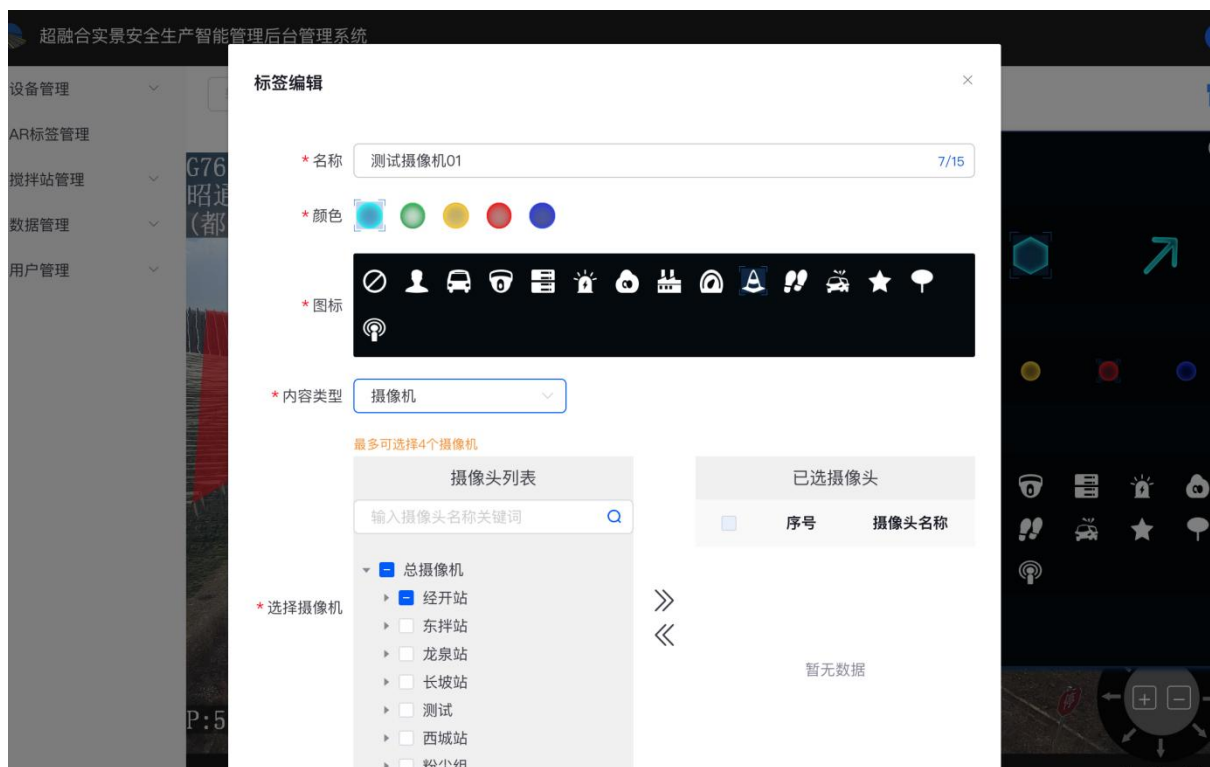 超融合实景安全生产智能管理后台管理系统
设备管理
AR标签管理
搅拌站管理
数据管理
用户管理
G76
昭通
(都
P:5
标签编辑
* 名称
测试摄像机01
7/15
* 颜色
* 图标
* 内容类型
摄像机
最多可选择4个摄像机
摄像头列表
已选摄像头
输入摄像头名称关键词
序号
摄像头名称
* 选择摄像机
总摄像机
经开站
东拌站
龙泉站
长坡站
测试
西城站
粉尘组
暂无数据